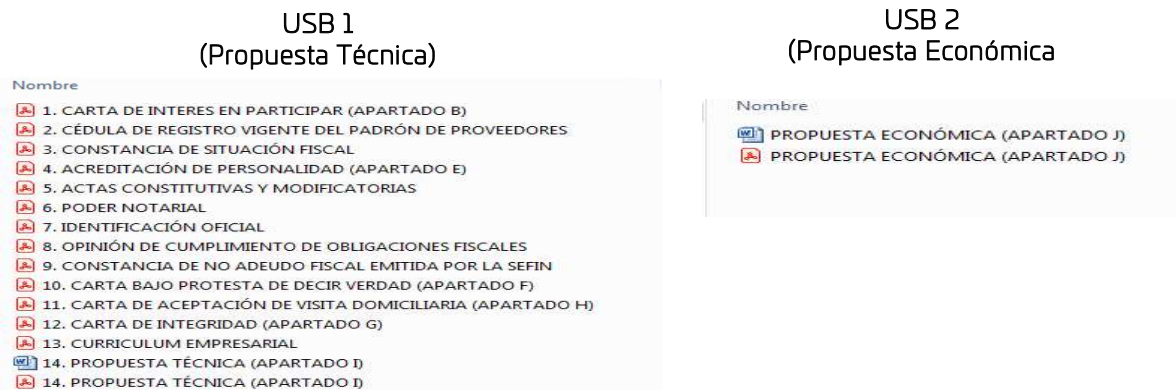 USB 1
(Propuesta Técnica)
Nombre
1. CARTA DE INTERES EN PARTICIPAR (APARTADO B)
2. CÉDULA DE REGISTRO VIGENTE DEL PADRÓN DE PROVEEDORES
3. CONSTANCIA DE SITUACIÓN FISCAL
4. ACREDITACIÓN DE PERSONALIDAD (APARTADO E)
5. ACTAS CONSTITUTIVAS Y MODIFICATORIAS
6. PODER NOTARIAL
7. IDENTIFICACIÓN OFICIAL
8. OPINIÓN DE CUMPLIMIENTO DE OBLIGACIONES FISCALES
9. CONSTANCIA DE NO ADEUDO FISCAL EMITIDA POR LA SEFIN
10. CARTA BAJO PROTESTA DE DECIR VERDAD (APARTADO F)
11. CARTA DE ACEPTACIÓN DE VISITA DOMICILIARIA (APARTADO H)
12. CARTA DE INTEGRIDAD (APARTADO G)
13. CURRICULUM EMPRESARIAL
14. PROPUESTA TÉCNICA (APARTADO I)
14. PROPUESTA TÉCNICA (APARTADO I)
USB 2
(Propuesta Económica
Nombre
PROPUESTA ECONÓMICA (APARTADO J)
PROPUESTA ECONÓMICA (APARTADO J)